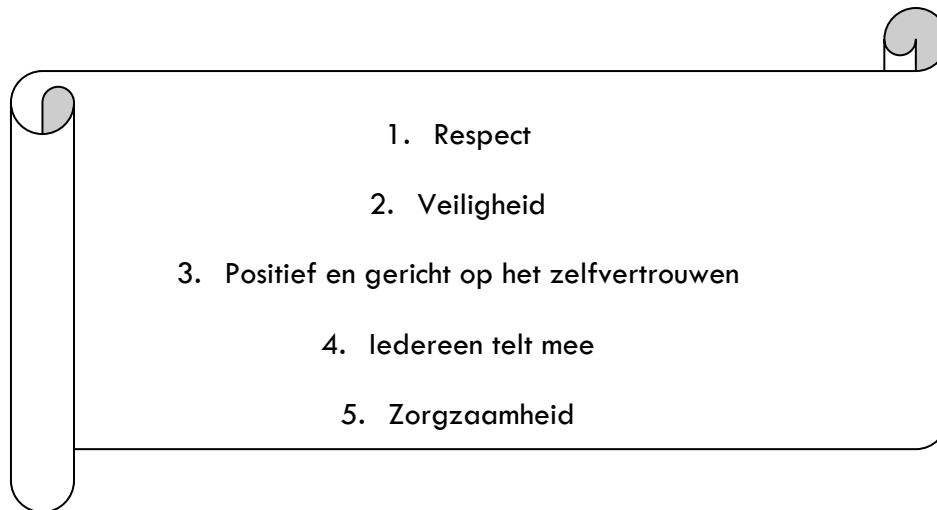 1. Respect
2. Veiligheid
3. Positief en gericht op het zelfvertrouwen
4. Iedereen telt mee
5. Zorgzaamheid